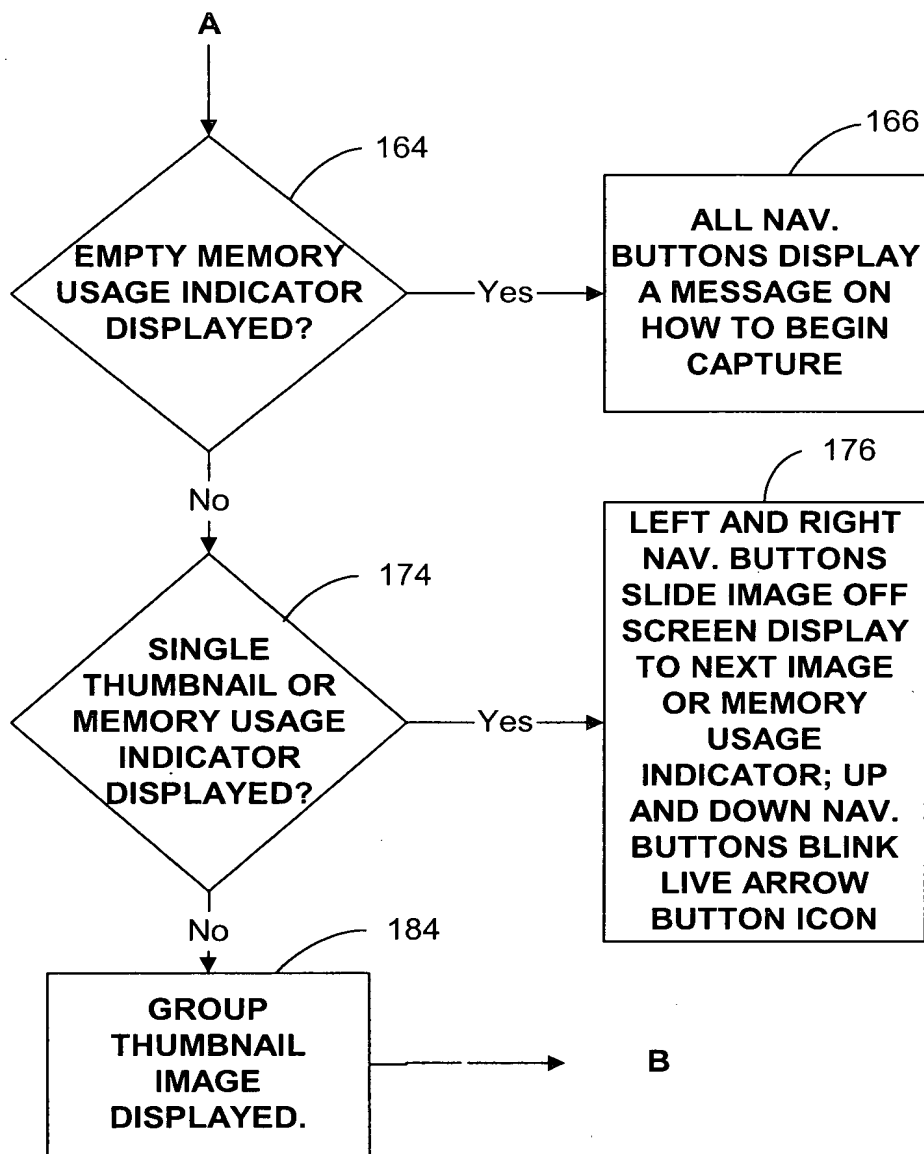 A
164
EMPTY MEMORY
USAGE INDICATOR
DISPLAYED?
Yes
166
ALL NAV.
BUTTONS DISPLAY
A MESSAGE ON
HOW TO BEGIN
CAPTURE
No
174
SINGLE
THUMBNAIL OR
MEMORY USAGE
INDICATOR
DISPLAYED?
Yes
176
LEFT AND RIGHT
NAV. BUTTONS
SLIDE IMAGE OFF
SCREEN DISPLAY
TO NEXT IMAGE
OR MEMORY
USAGE
INDICATOR; UP
AND DOWN NAV.
BUTTONS BLINK
LIVE ARROW
BUTTON ICON
No
184
GROUP
THUMBNAIL
IMAGE
DISPLAYED.
B